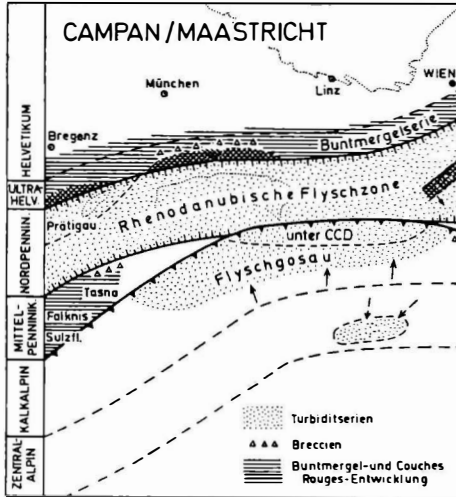 CAMPAN/MAASTRICHT
WIEN
Linz
München
Bregenz
HELVETIKUM
ULTRA-
HELV.
NORDPENNIN.
MITTEL-
PENNINIK.
KALKALPIN
ZENTRAL-
ALPIN
Buntmergelserie
Rhenodanubische Flyschzone
Prätigau
unter CCD
Flyschgosau
Tasna
Falknis
Sulzfl.
Turbiditserien
Breccien
Buntmergel-und Couches
Rouges-Entwicklung